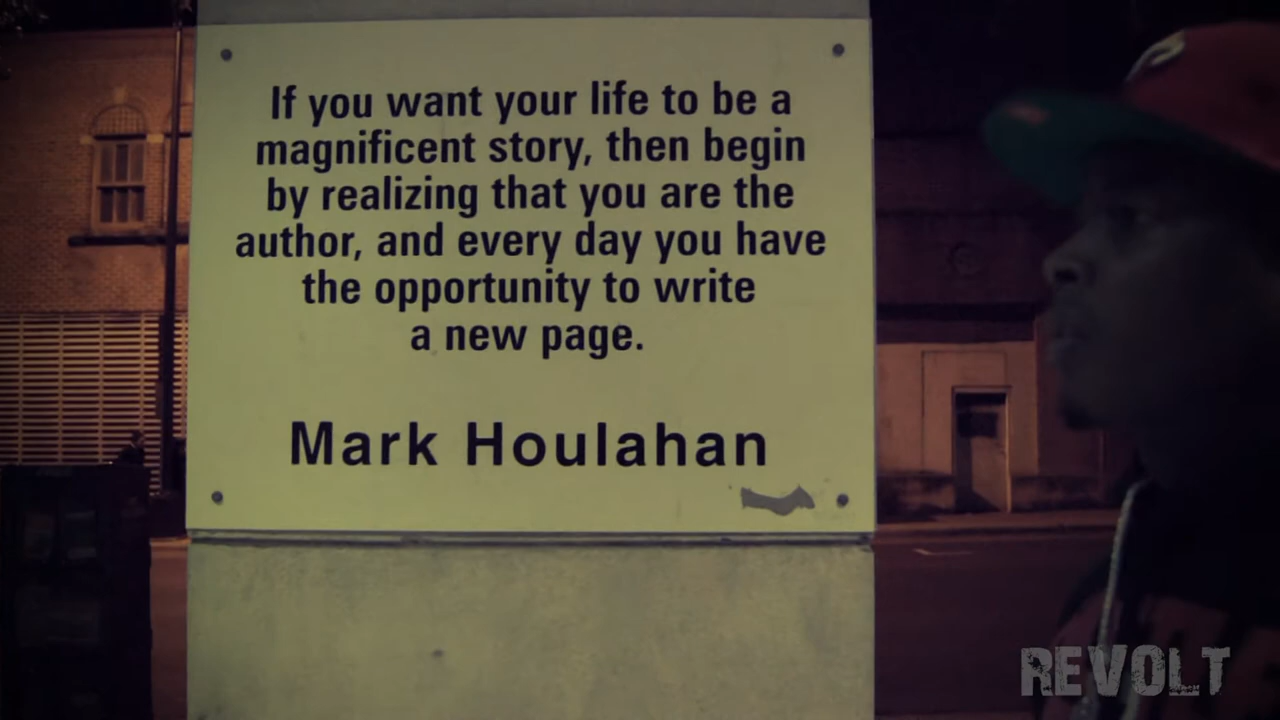 If you want your life to be a
magnificent story, then begin
by realizing that you are the
author, and every day you have
the opportunity to write
a new page.
Mark Houlahan
REVOLT